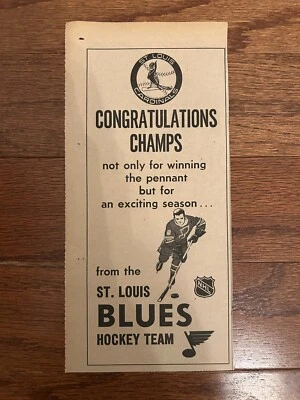 ST. LOUIS
CARDINALS
CONGRATULATIONS
CHAMPS
not only for winning
the pennant
but for
an exciting season...
from the
ST. LOUIS
NHL
BLUES
HOCKEY TEAM